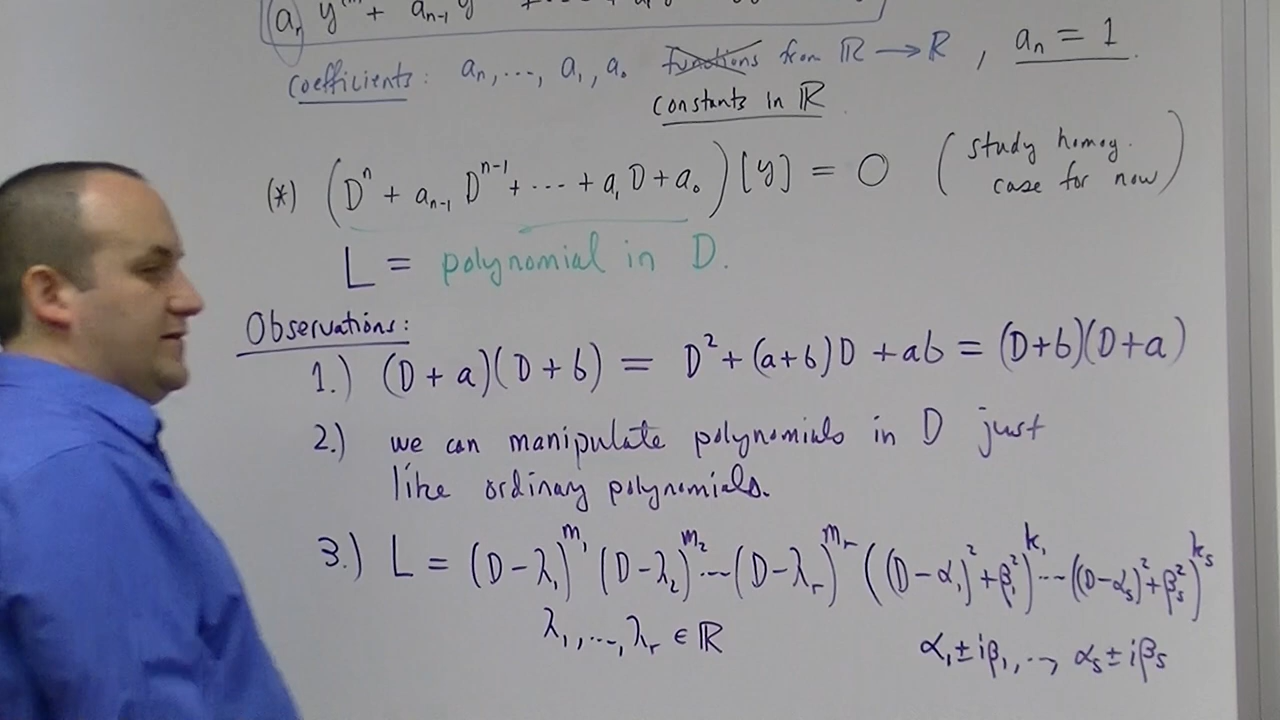 aₙ y⁽ⁿ⁾ + aₙ₋₁ y
coefficients: aₙ, ..., a₁, a₀ functions from ℝ → ℝ , aₙ = 1.
constants in ℝ.
(*) (Dⁿ + aₙ₋₁ Dⁿ⁻¹ + ⋯ + a₁ D + a₀)[y] = 0 (study homog.
case for now)
L = polynomial in D.
Observations:
1.) (D + a)(D + b) = D² + (a+b)D + ab = (D+b)(D+a)
2.) we can manipulate polynomials in D just
like ordinary polynomials.
3.) L = (D-λ₁)^m₁ (D-λ₂)^m₂ ⋯ (D-λᵣ)^mᵣ ((D-α₁)²+β₁²)^k₁ ⋯ ((D-αₛ)²+βₛ²)^kₛ
λ₁, ..., λᵣ ∈ ℝ α₁ ± iβ₁, ..., αₛ ± iβₛ